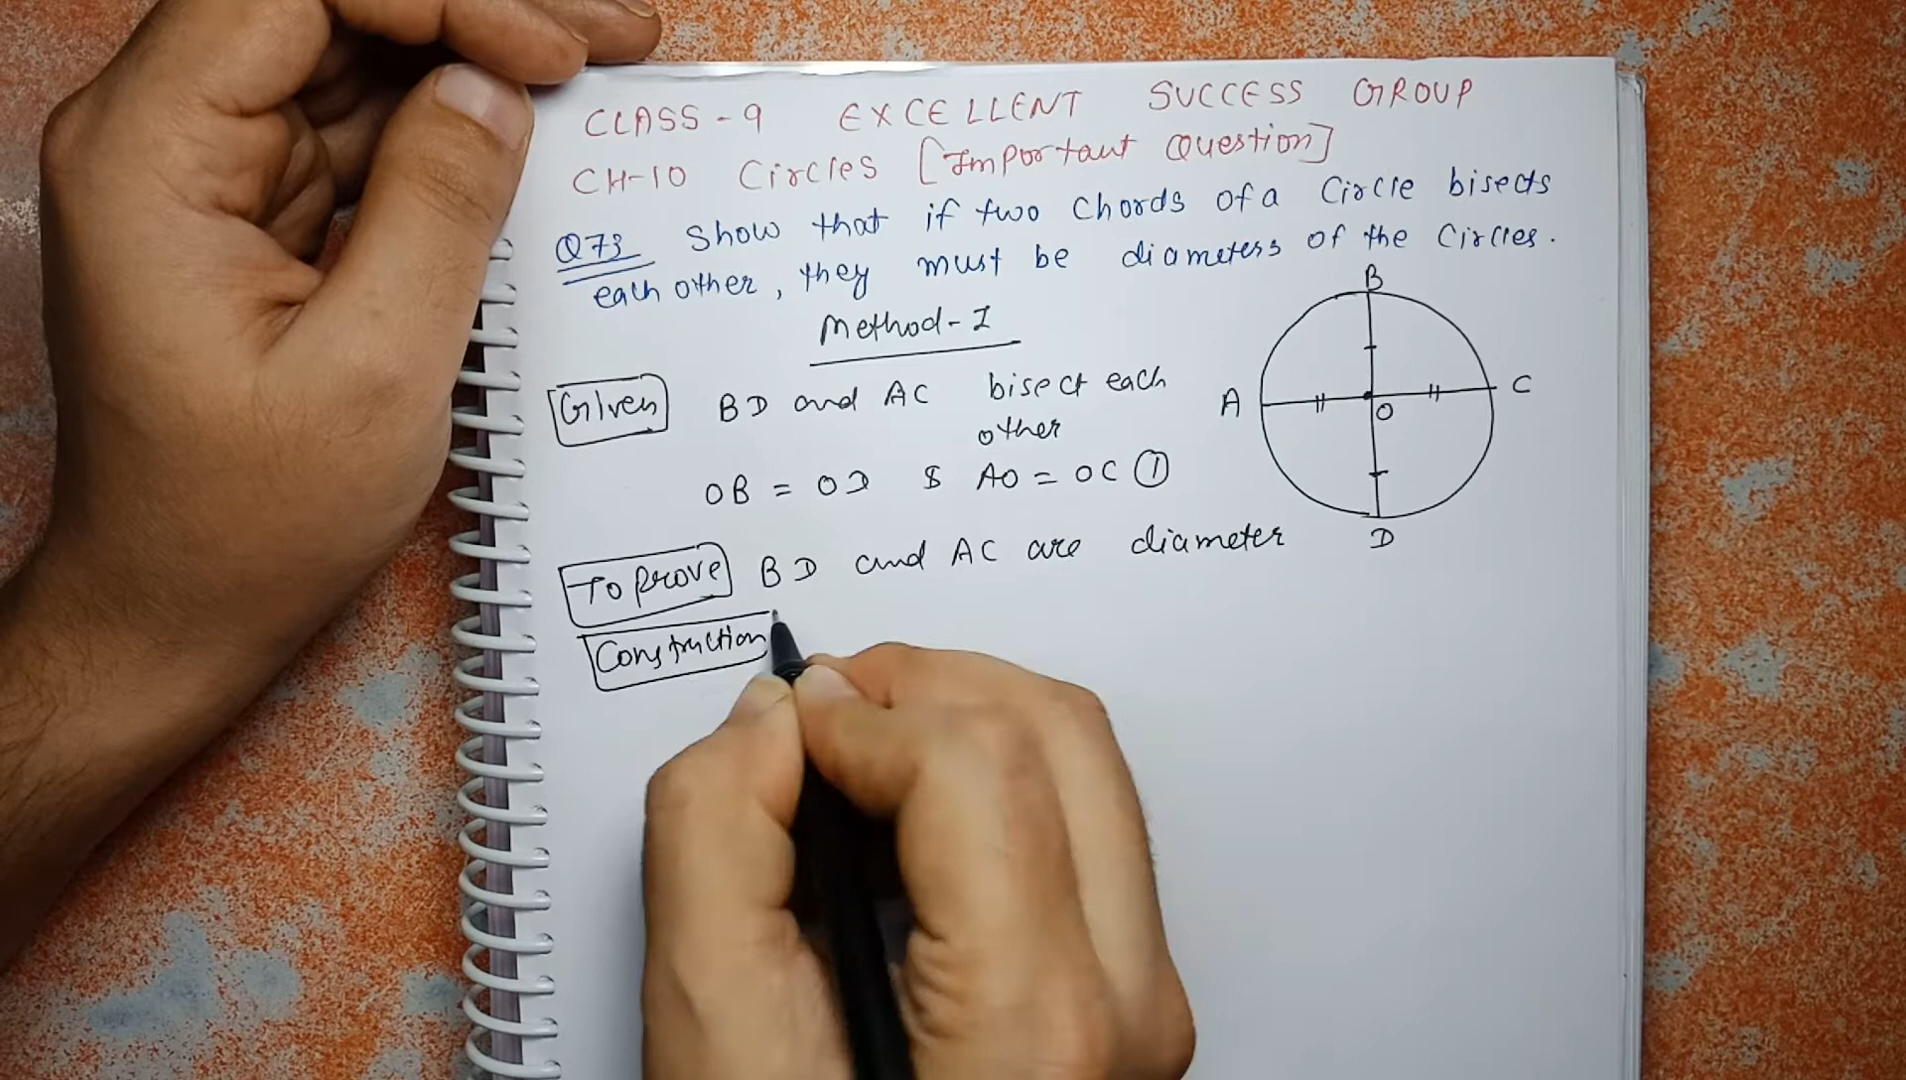 CLASS-9 EXCELLENT SUCCESS GROUP
CH-10 Circles [Important Question]
Q73 Show that if two chords of a Circle bisects
each other, they must be diameters of the Circles.
Method-I
Given BD and AC bisect each
other
OB = OD & AO = OC ①
To prove BD and AC are diameter
Construction
B
A
C
O
D